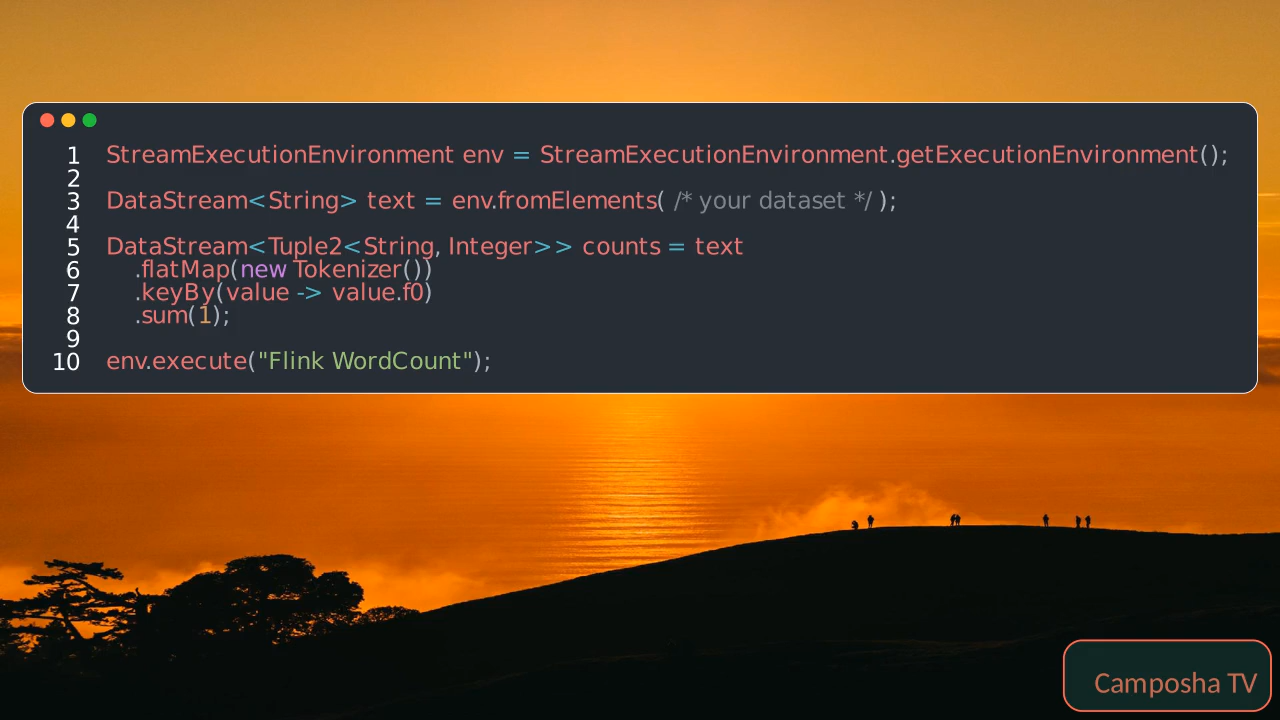 1 StreamExecutionEnvironment env = StreamExecutionEnvironment.getExecutionEnvironment();
2
3 DataStream<String> text = env.fromElements( /* your dataset */ );
4
5 DataStream<Tuple2<String, Integer>> counts = text
6     .flatMap(new Tokenizer())
7     .keyBy(value -> value.f0)
8     .sum(1);
9
10 env.execute("Flink WordCount");
Camposha TV